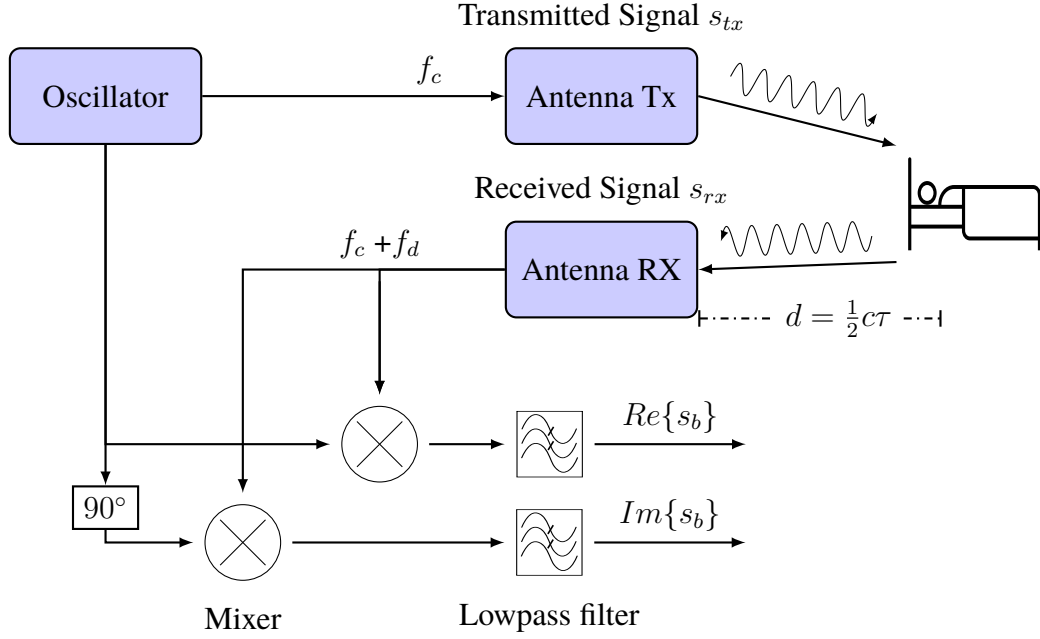 Transmitted Signal s_{tx}
Oscillator
f_c
Antenna Tx
Received Signal s_{rx}
f_c +f_d
Antenna RX
d = \frac{1}{2}cτ
Re{s_b}
90°
Im{s_b}
Mixer
Lowpass filter